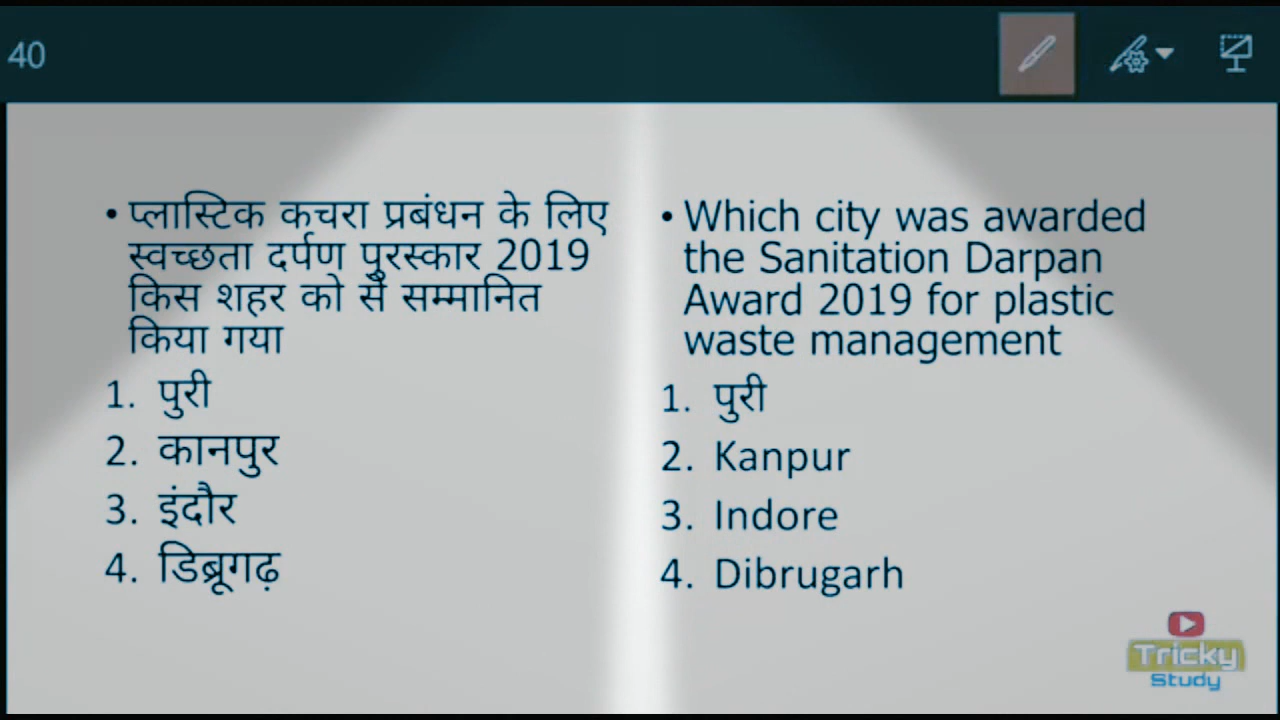 40
• प्लास्टिक कचरा प्रबंधन के लिए
स्वच्छता दर्पण पुरस्कार 2019
किस शहर को से सम्मानित
किया गया
1. पुरी
2. कानपुर
3. इंदौर
4. डिब्रूगढ़
• Which city was awarded
the Sanitation Darpan
Award 2019 for plastic
waste management
1. पुरी
2. Kanpur
3. Indore
4. Dibrugarh
Tricky
Study